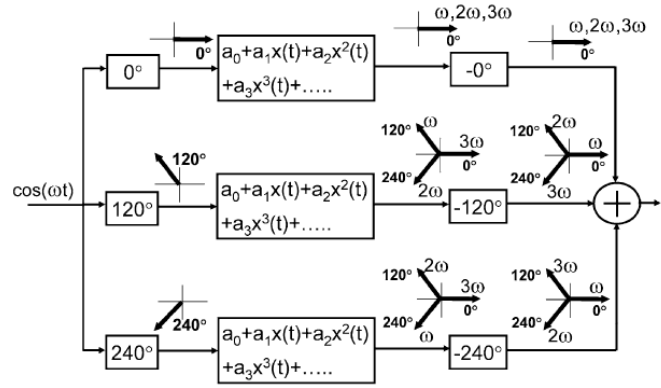 ω,2ω,3ω
ω,2ω,3ω
0°
a₀+a₁x(t)+a₂x²(t)
+a₃x³(t)+.....
0°
0°
0°
-0°
120°
a₀+a₁x(t)+a₂x²(t)
+a₃x³(t)+.....
120°
ω
3ω
0°
240°
2ω
120°
2ω
ω
0°
240°
3ω
cos(ωt)
120°
-120°
+
240°
a₀+a₁x(t)+a₂x²(t)
+a₃x³(t)+.....
120°
2ω
3ω
0°
240°
ω
120°
3ω
ω
0°
240°
2ω
240°
-240°